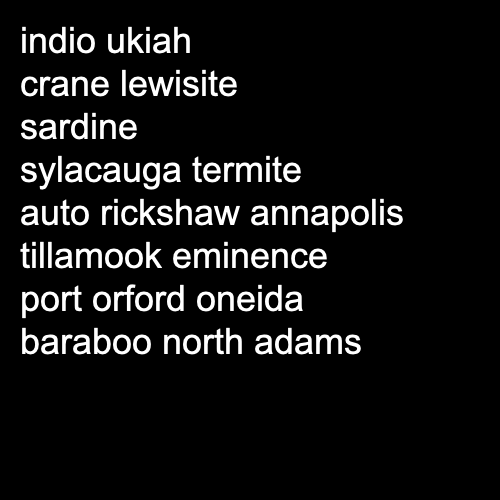 indio ukiah
crane lewisite
sardine
sylacauga termite
auto rickshaw annapolis
tillamook eminence
port orford oneida
baraboo north adams